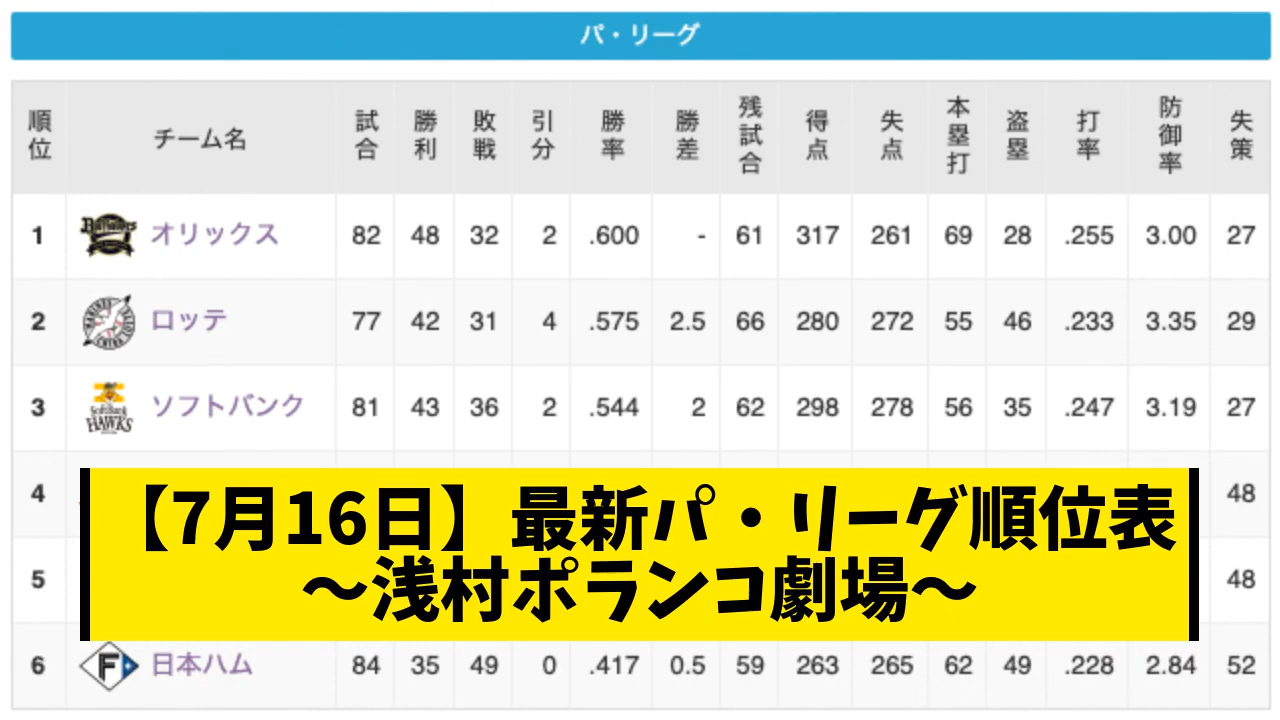 パ・リーグ
順位 チーム名 試合 勝利 敗戦 引分 勝率 勝差 残試合 得点 失点 本塁打 盗塁 打率 防御率 失策
1 Buffaloes オリックス 82 48 32 2 .600 - 61 317 261 69 28 .255 3.00 27
2 ロッテ 77 42 31 4 .575 2.5 66 280 272 55 46 .233 3.35 29
3 SoftBank HAWKS ソフトバンク 81 43 36 2 .544 2 62 298 278 56 35 .247 3.19 27
4 48
【7月16日】最新パ・リーグ順位表
5 48
〜浅村ポランコ劇場〜
6 F 日本ハム 84 35 49 0 .417 0.5 59 263 265 62 49 .228 2.84 52